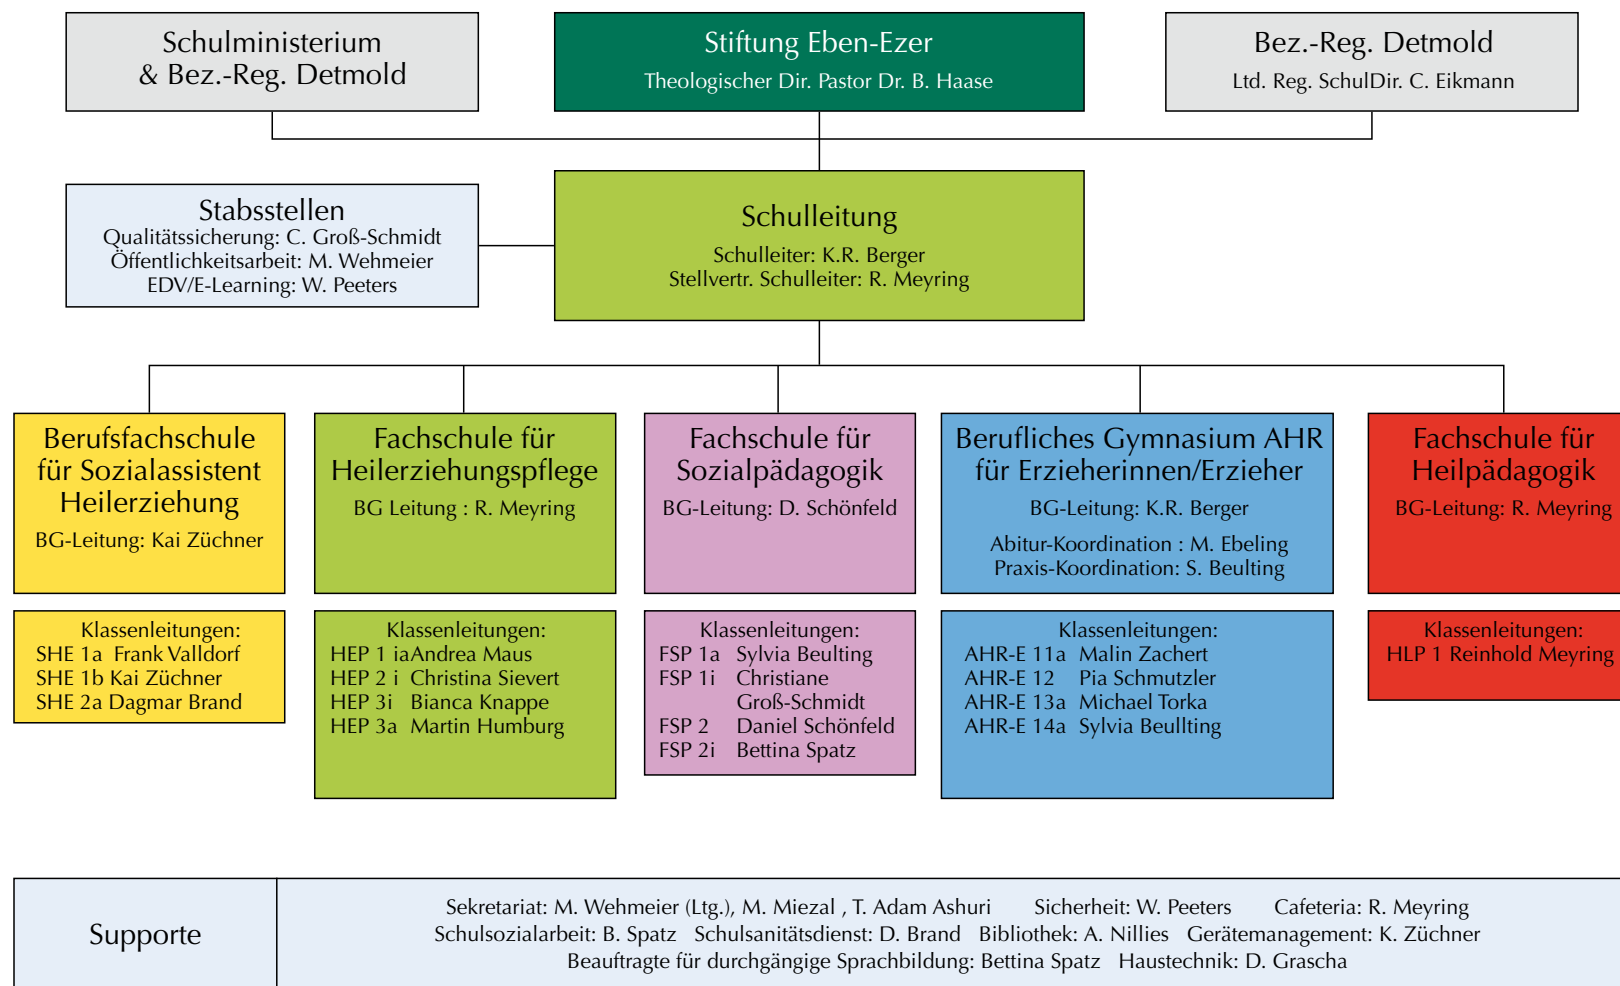 Schulministerium
& Bez.-Reg. Detmold
Stiftung Eben-Ezer
Theologischer Dir. Pastor Dr. B. Haase
Bez.-Reg. Detmold
Ltd. Reg. SchulDir. C. Eikmann
Stabsstellen
Qualitätssicherung: C. Groß-Schmidt
Öffentlichkeitsarbeit: M. Wehmeier
EDV/E-Learning: W. Peeters
Schulleitung
Schulleiter: K.R. Berger
Stellvertr. Schulleiter: R. Meyring
Berufsfachschule
für Sozialassistent
Heilerziehung
BG-Leitung: Kai Züchner
Fachschule für
Heilerziehungspflege
BG Leitung : R. Meyring
Fachschule für
Sozialpädagogik
BG-Leitung: D. Schönfeld
Berufliches Gymnasium AHR
für Erzieherinnen/Erzieher
BG-Leitung: K.R. Berger
Abitur-Koordination : M. Ebeling
Praxis-Koordination: S. Beulting
Fachschule für
Heilpädagogik
BG-Leitung: R. Meyring
Klassenleitungen:
SHE 1a Frank Valldorf
SHE 1b Kai Züchner
SHE 2a Dagmar Brand
Klassenleitungen:
HEP 1 iaAndrea Maus
HEP 2 i Christina Sievert
HEP 3i Bianca Knappe
HEP 3a Martin Humburg
Klassenleitungen:
FSP 1a Sylvia Beulting
FSP 1i Christiane
Groß-Schmidt
FSP 2 Daniel Schönfeld
FSP 2i Bettina Spatz
Klassenleitungen:
AHR-E 11a Malin Zachert
AHR-E 12 Pia Schmutzler
AHR-E 13a Michael Torka
AHR-E 14a Sylvia Beullting
Klassenleitungen:
HLP 1 Reinhold Meyring
Supporte
Sekretariat: M. Wehmeier (Ltg.), M. Miezal , T. Adam Ashuri Sicherheit: W. Peeters Cafeteria: R. Meyring
Schulsozialarbeit: B. Spatz Schulsanitätsdienst: D. Brand Bibliothek: A. Nillies Gerätemanagement: K. Züchner
Beauftragte für durchgängige Sprachbildung: Bettina Spatz Haustechnik: D. Grascha